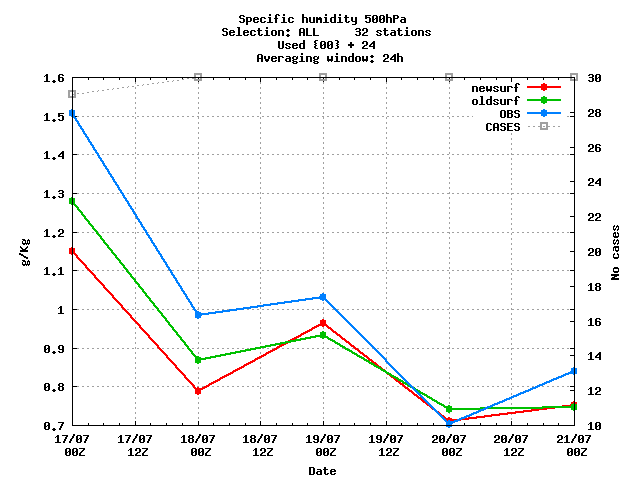 Specific humidity 500hPa
Selection: ALL     32 stations
Used {00} + 24
Averaging window: 24h
newsurf
oldsurf
OBS
CASES
g/Kg
1.6
1.5
1.4
1.3
1.2
1.1
1
0.9
0.8
0.7
30
28
26
24
22
20
18
16
14
12
10
No cases
17/07 17/07 18/07 18/07 19/07 19/07 20/07 20/07 21/07
00Z 12Z 00Z 12Z 00Z 12Z 00Z 12Z 00Z
Date